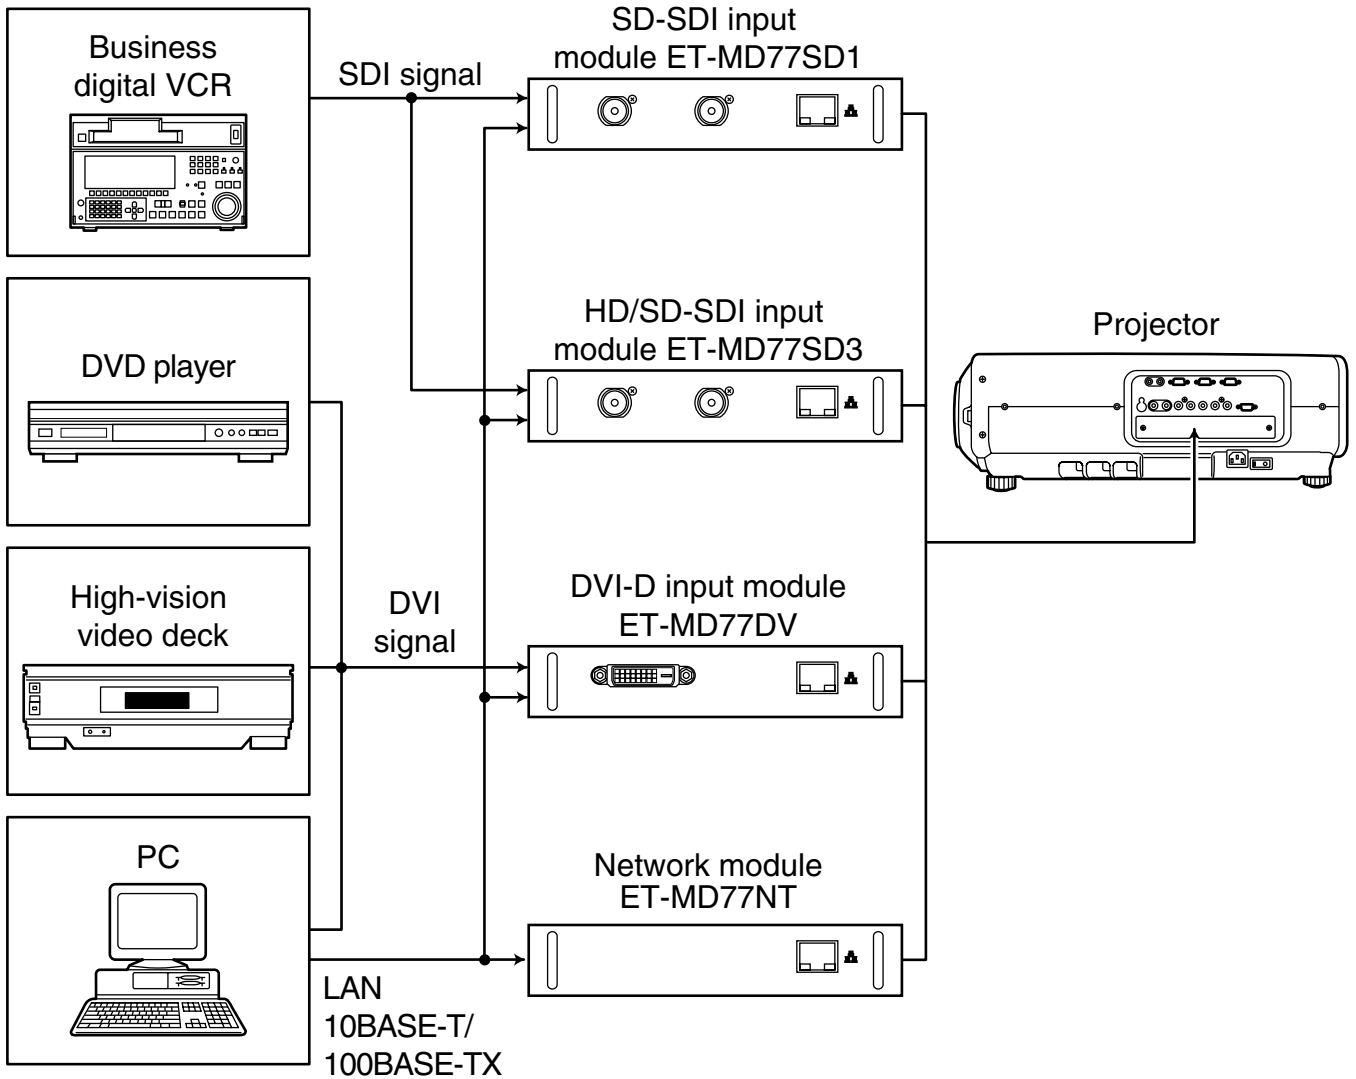 Business
digital VCR
SDI signal
SD-SDI input
module ET-MD77SD1
DVD player
HD/SD-SDI input
module ET-MD77SD3
Projector
High-vision
video deck
DVI
signal
DVI-D input module
ET-MD77DV
PC
Network module
ET-MD77NT
LAN
10BASE-T/
100BASE-TX